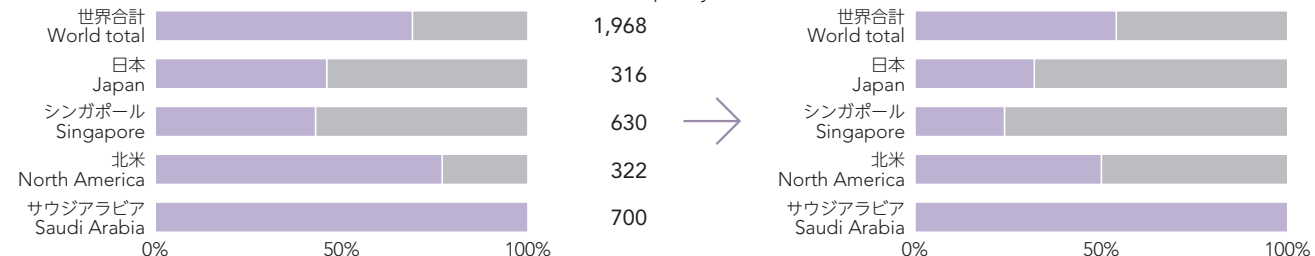 世界合計
World total
日本
Japan
シンガポール
Singapore
北米
North America
サウジアラビア
Saudi Arabia
0%
50%
100%
1,968
316
630
322
700
世界合計
World total
日本
Japan
シンガポール
Singapore
北米
North America
サウジアラビア
Saudi Arabia
0%
50%
100%